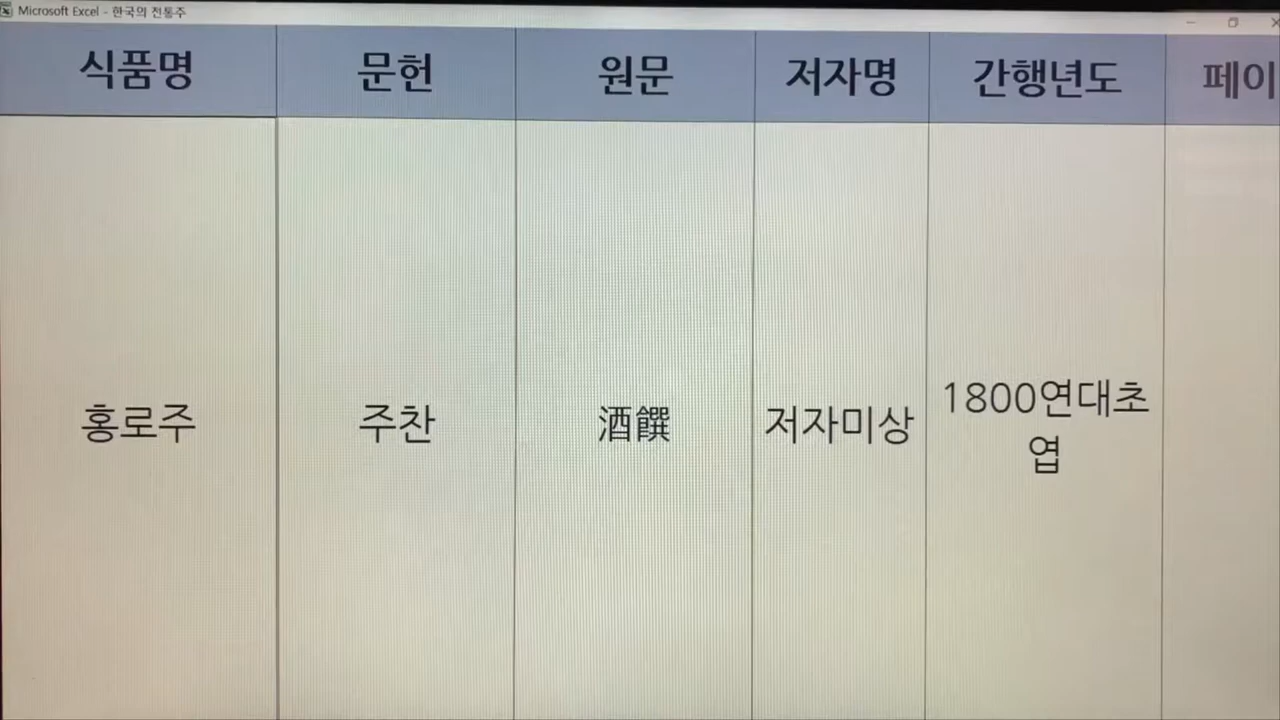 Microsoft Excel - 한국의 전통주
식품명 문헌 원문 저자명 간행년도 페이
홍로주 주찬 酒饌 저자미상 1800연대초
엽